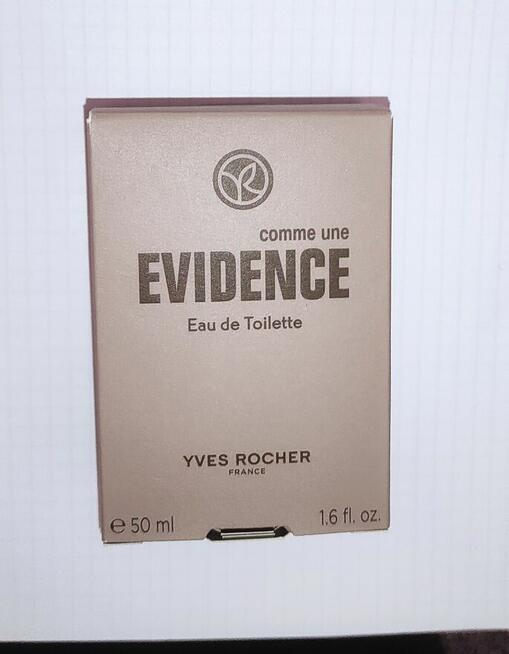 comme une
EVIDENCE
Eau de Toilette
YVES ROCHER
FRANCE
℮ 50 ml 1.6 fl. oz.